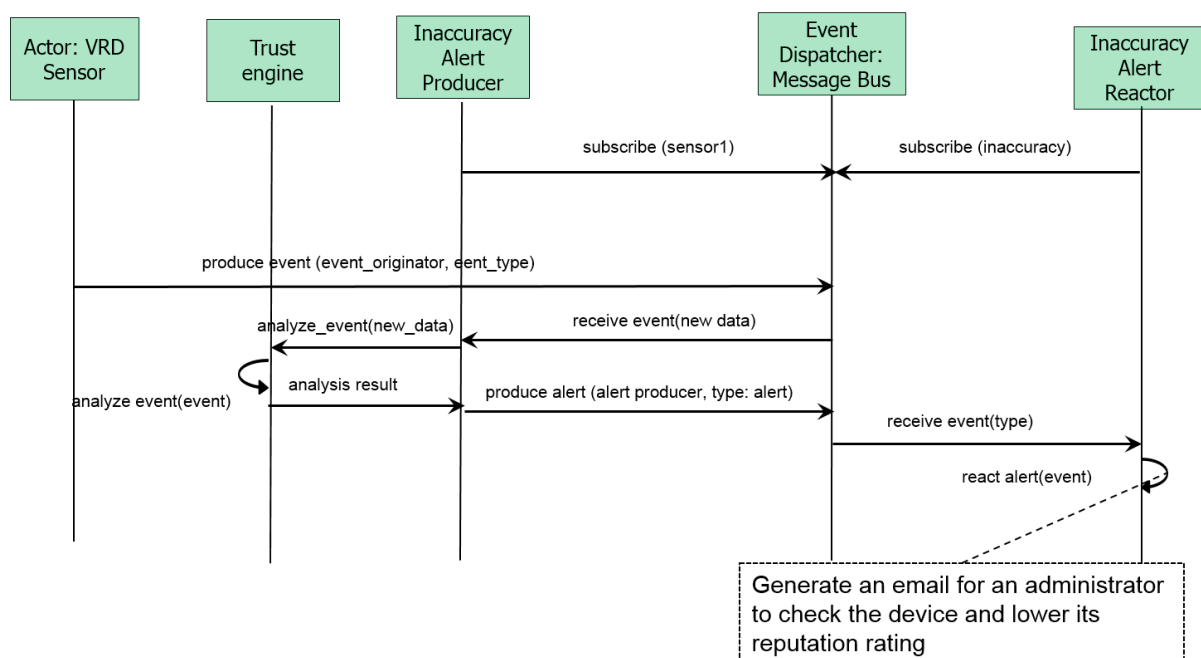 Actor: VRD
Sensor
Trust
engine
Inaccuracy
Alert
Producer
Event
Dispatcher:
Message Bus
Inaccuracy
Alert
Reactor
subscribe (sensor1)
subscribe (inaccuracy)
produce event (event_originator, eent_type)
analyze_event(new_data)
receive event(new data)
analyze event(event)
analysis result
produce alert (alert producer, type: alert)
receive event(type)
react alert(event)
Generate an email for an administrator
to check the device and lower its
reputation rating